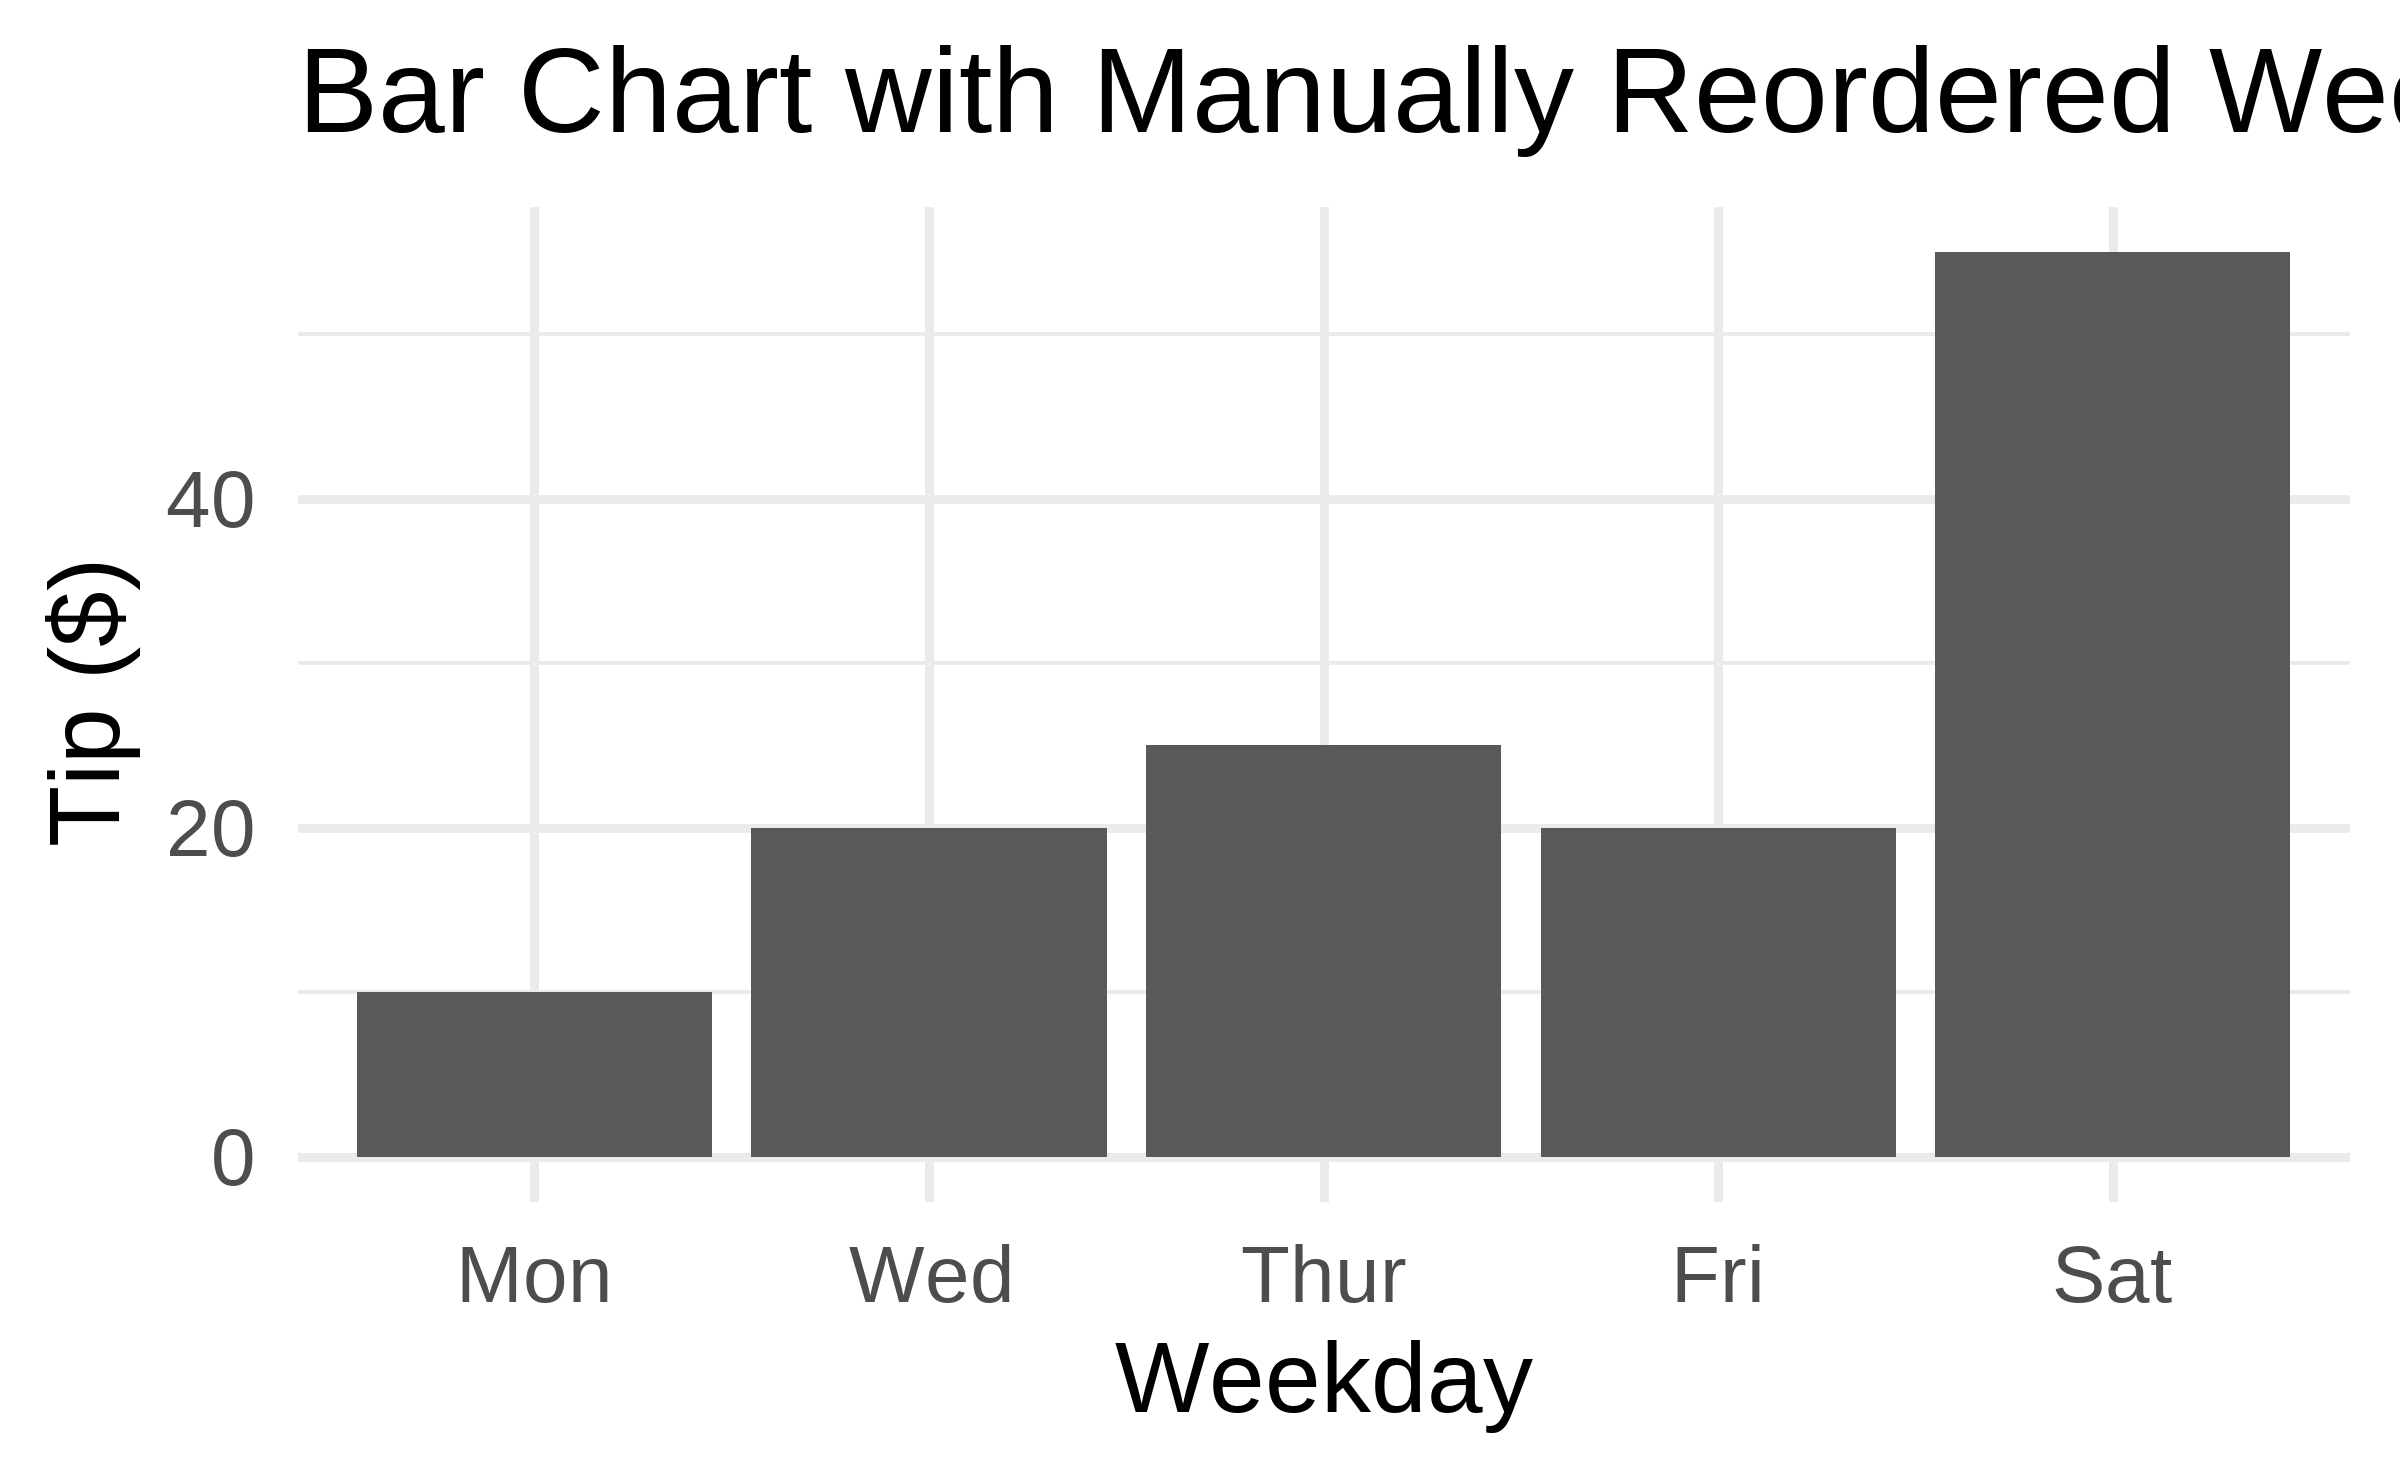 Bar Chart with Manually Reordered
40
20
0
Tip ($)
Mon Wed Thur Fri Sat
Weekday